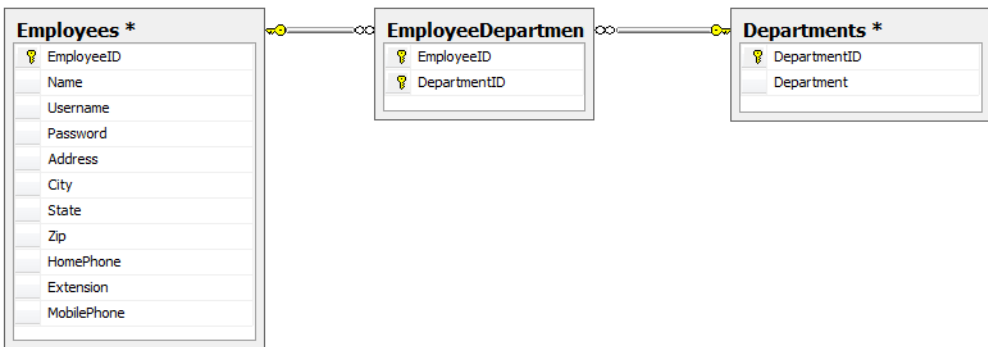 Employees *
EmployeeID
Name
Username
Password
Address
City
State
Zip
HomePhone
Extension
MobilePhone
EmployeeDepartmen
EmployeeID
DepartmentID
Departments *
DepartmentID
Department